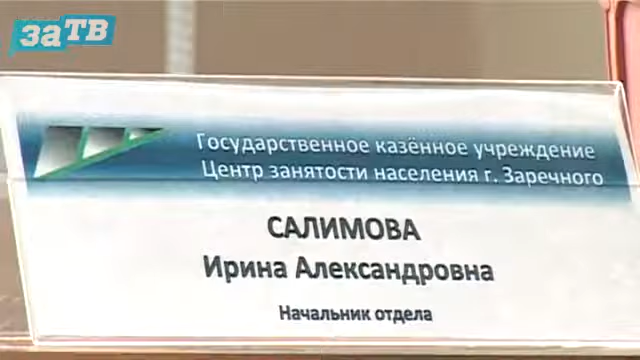 заТВ
Государственное казённое учреждение
Центр занятости населения г. Заречного
САЛИМОВА
Ирина Александровна
Начальник отдела